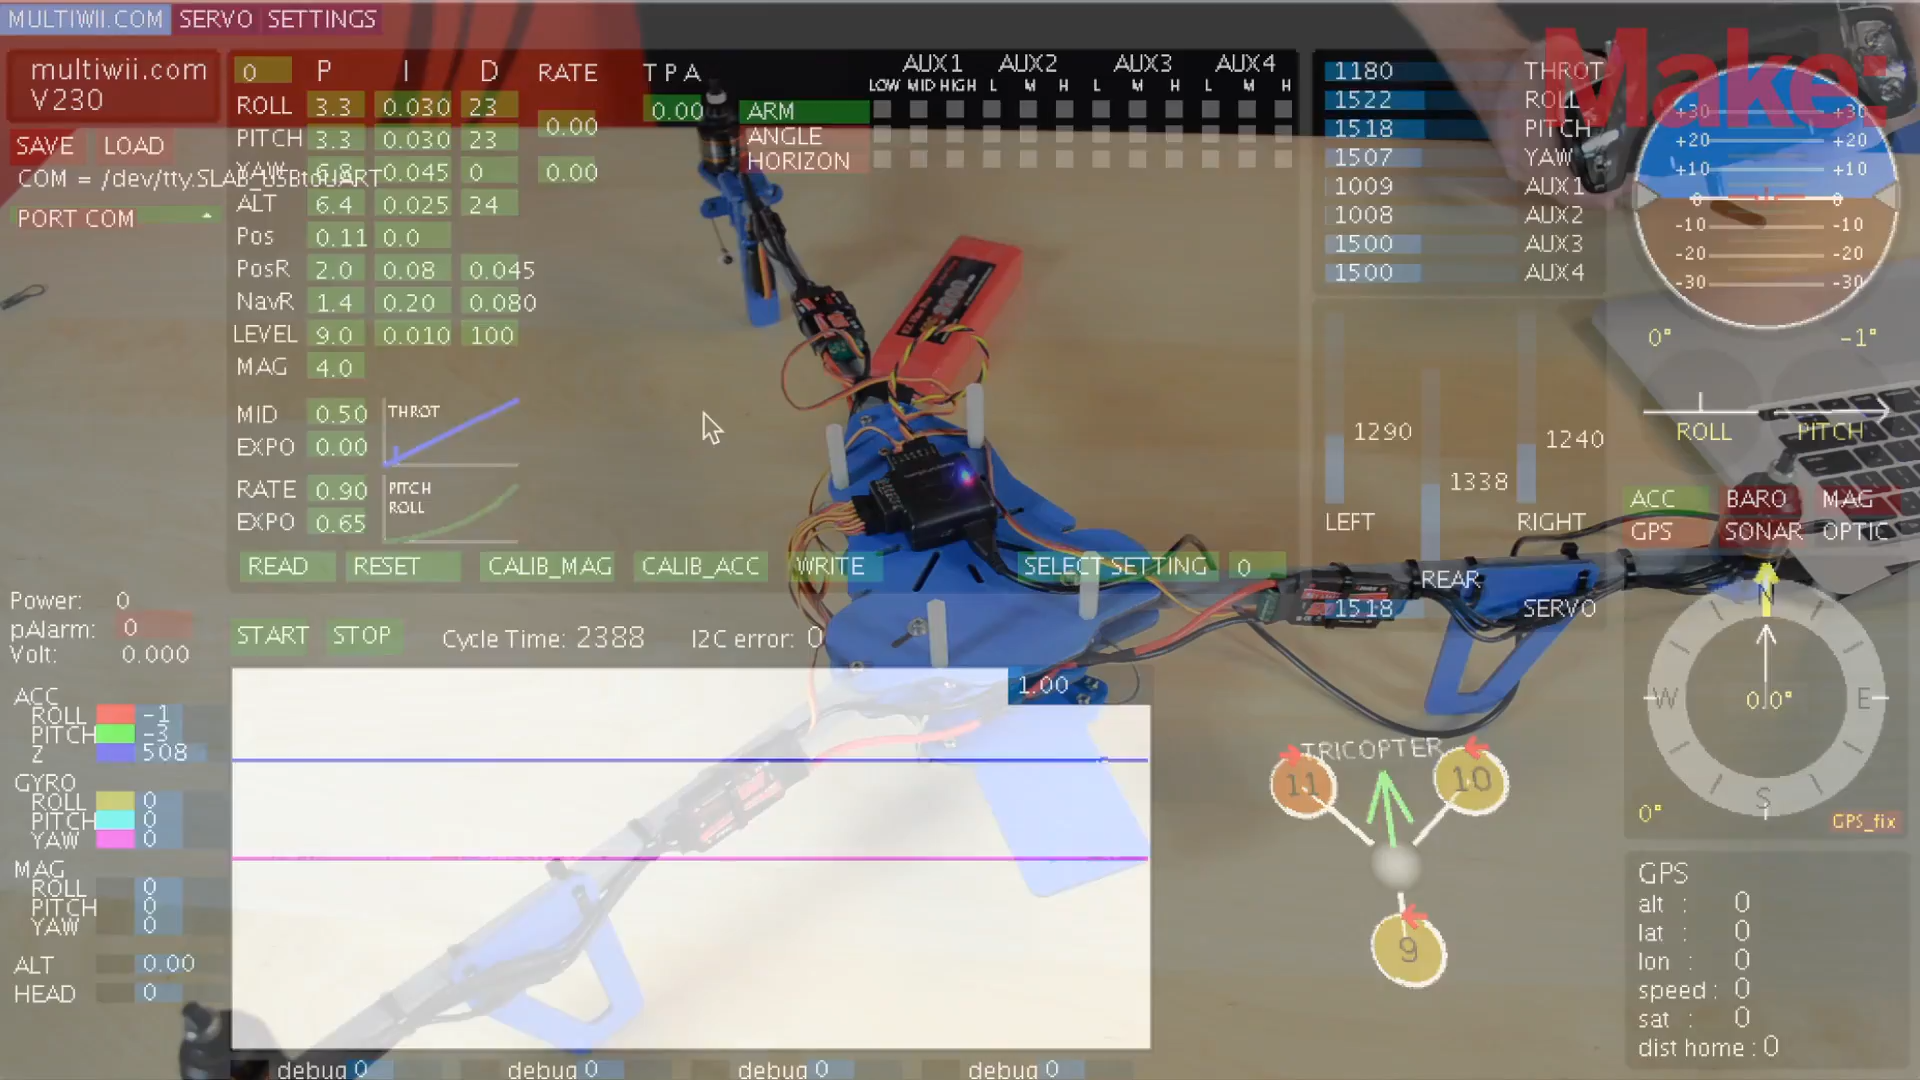 MULTIWII.COM SERVO SETTINGS
Make:
multiwii.com
V230
SAVE LOAD
COM = /dev/tty.SLAB_USBtoUART
PORT COM
0 P I D RATE T P A
ROLL 3.3 0.030 23 0.00 0.00
PITCH 3.3 0.030 23
YAW 6.8 0.045 0 0.00
ALT 6.4 0.025 24
Pos 0.11 0.0
PosR 2.0 0.08 0.045
NavR 1.4 0.20 0.080
LEVEL 9.0 0.010 100
MAG 4.0
MID 0.50 THROT
EXPO 0.00
RATE 0.90 PITCH
EXPO 0.65 ROLL
READ RESET CALIB_MAG CALIB_ACC WRITE SELECT SETTING 0
AUX1 AUX2 AUX3 AUX4
LOW MID HIGH L M H L M H L M H
ARM
ANGLE
HORIZON
1180 THROT
1522 ROLL
1518 PITCH
1507 YAW
1009 AUX1
1008 AUX2
1500 AUX3
1500 AUX4
+30 +30
+20 +20
+10 +10
0 0
-10 -10
-20 -20
-30 -30
0° -1°
ROLL PITCH
1290 1240
1338
LEFT RIGHT
REAR
1518 SERVO
ACC BARO MAG
GPS SONAR OPTIC
Power: 0
pAlarm: 0
Volt: 0.000
START STOP Cycle Time: 2388 I2C error: 0
1.00
ACC
ROLL -1
PITCH -3
Z 508
GYRO
ROLL 0
PITCH 0
YAW 0
MAG
ROLL 0
PITCH 0
YAW 0
ALT 0.00
HEAD 0
debug 0 debug 0 debug 0 debug 0
TRICOPTER
11 10
9
N
W 0.0° E
S
0° GPS_fix
GPS
alt : 0
lat : 0
lon : 0
speed : 0
sat : 0
dist home : 0